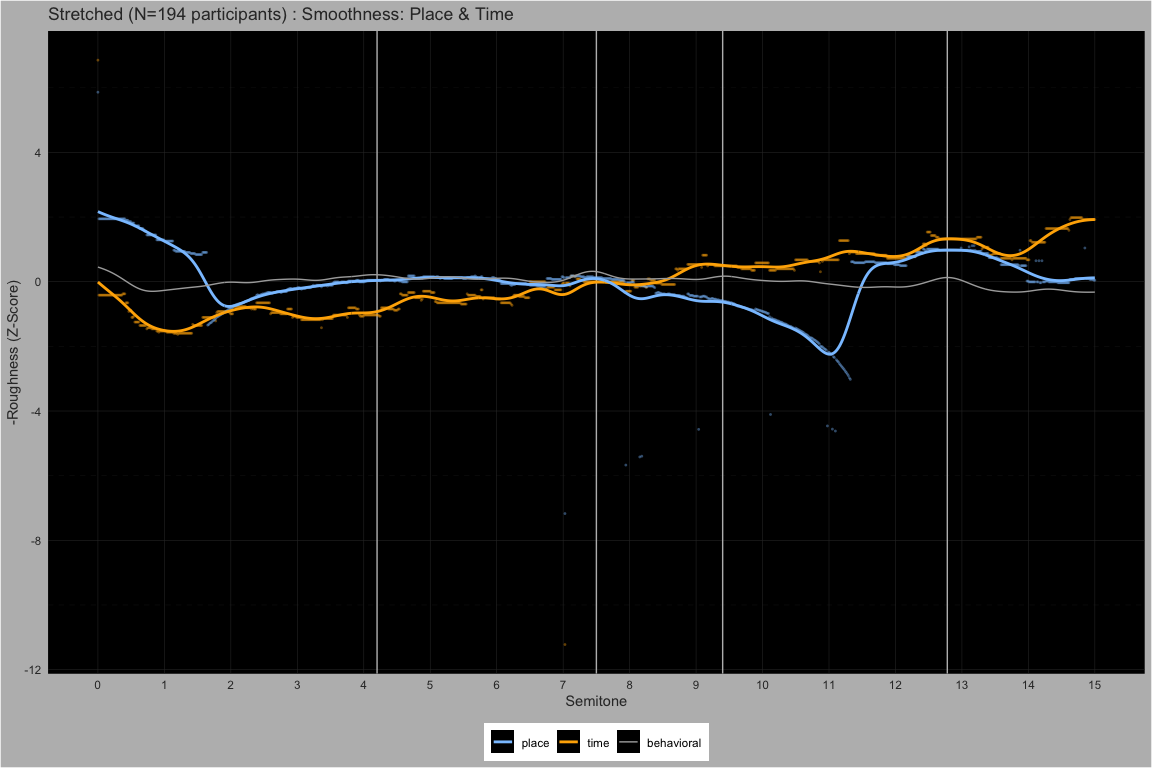 Stretched (N=194 participants) : Smoothness: Place & Time
-Roughness (Z-Score)
4
0
-4
-8
-12
0 1 2 3 4 5 6 7 8 9 10 11 12 13 14 15
Semitone
place time behavioral